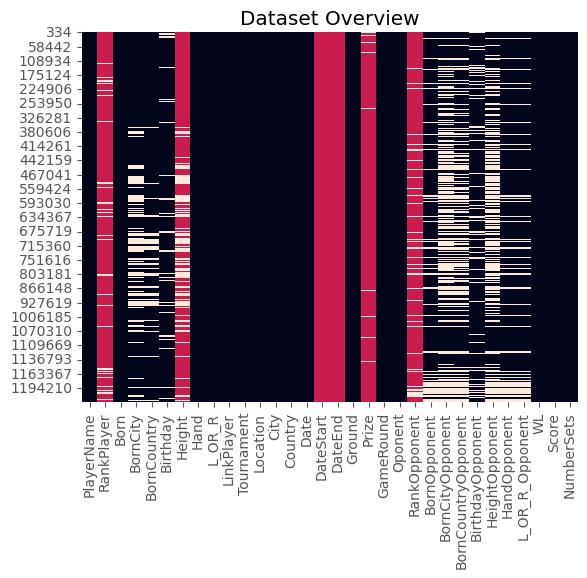 Dataset Overview
334
58442
108934
175124
224906
253950
326281
380606
414261
442159
467041
559424
593030
634367
675719
715360
751616
803181
866148
927619
1006185
1070310
1109669
1136793
1163367
1194210
PlayerName
RankPlayer
Born
BornCity
BornCountry
Birthday
Height
Hand
L_OR_R
LinkPlayer
Tournament
Location
City
Country
Date
DateStart
DateEnd
Ground
Prize
GameRound
Oponent
RankOponent
BornOpponent
BornCityOpponent
BornCountryOpponent
BirthdayOpponent
HeightOpponent
HandOpponent
L_OR_R_Opponent
WL
Score
NumberSets